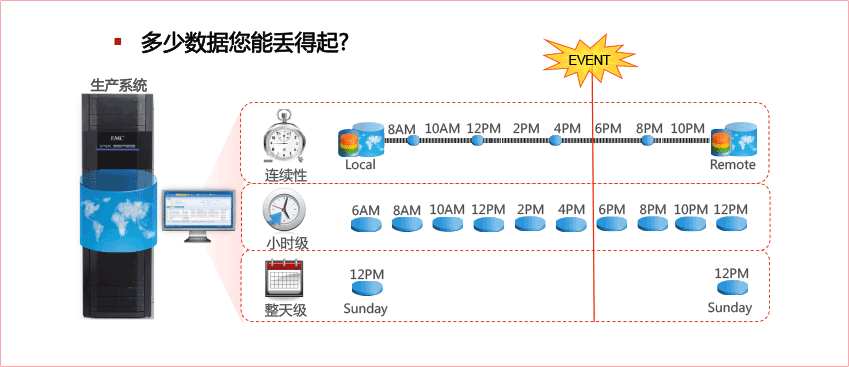 多少数据您能丢得起?
EVENT
生产系统
EMC
8AM 10AM 12PM 2PM 4PM 6PM 8PM 10PM
Local Remote
连续性
6AM 8AM 10AM 12PM 2PM 4PM 6PM 8PM 10PM 12PM
小时级
12PM 12PM
整天级 Sunday Sunday